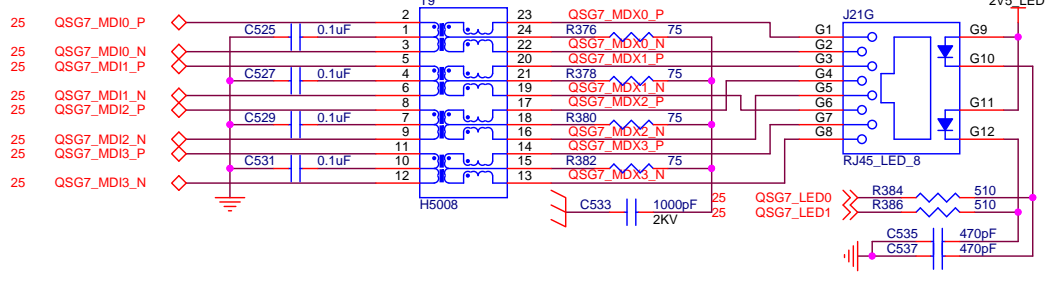 T9
2V5_LED
25 QSG7_MDI0_P 2 23 QSG7_MDX0_P J21G
C525 0.1uF 1 24 R376 75 G1 G9
25 QSG7_MDI0_N 3 22 QSG7_MDX0_N G2
25 QSG7_MDI1_P 5 20 QSG7_MDX1_P G3 G10
C527 0.1uF 4 21 R378 75 G4
25 QSG7_MDI1_N 6 19 QSG7_MDX1_N G5
25 QSG7_MDI2_P 8 17 QSG7_MDX2_P G6 G11
C529 0.1uF 7 18 R380 75 G7
25 QSG7_MDI2_N 9 16 QSG7_MDX2_N G8 G12
25 QSG7_MDI3_P 11 14 QSG7_MDX3_P
C531 0.1uF 10 15 R382 75 RJ45_LED_8
25 QSG7_MDI3_N 12 13 QSG7_MDX3_N
H5008
25 QSG7_LED0 R384 510
C533 1000pF 25 QSG7_LED1 R386 510
2KV
C535 470pF
C537 470pF